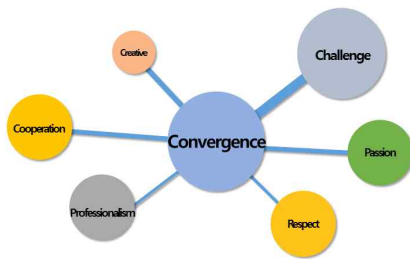 Creative
Challenge
Cooperation
Convergence
Passion
Professionalism
Respect